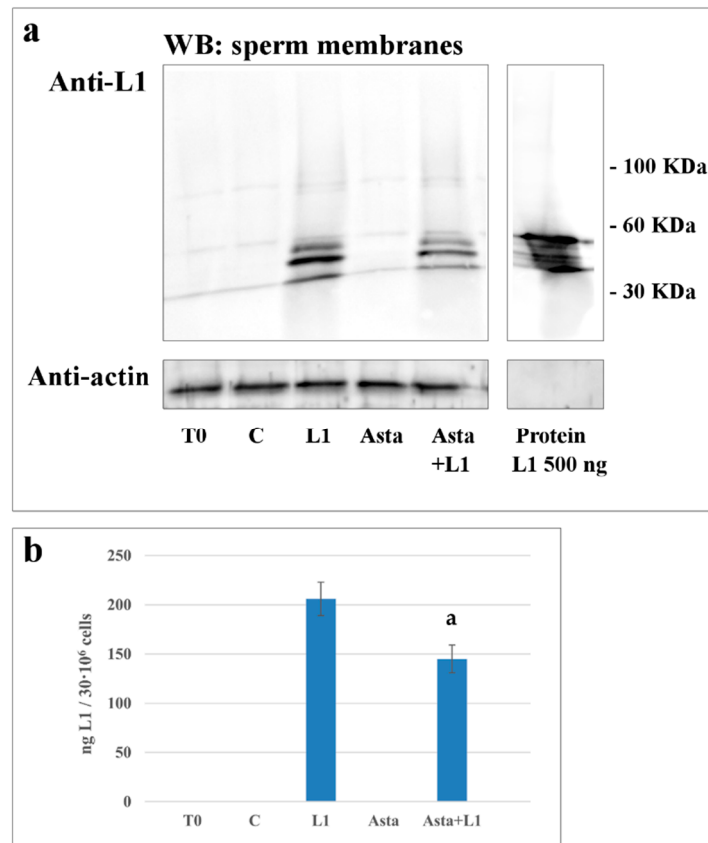 a
WB: sperm membranes
Anti-L1
- 100 KDa
- 60 KDa
- 30 KDa
Anti-actin
T0 C L1 Asta Asta Protein
+L1 L1 500 ng
b
250
200
150
100
50
0
ng L1 / 30·10⁶ cells
a
T0 C L1 Asta Asta+L1